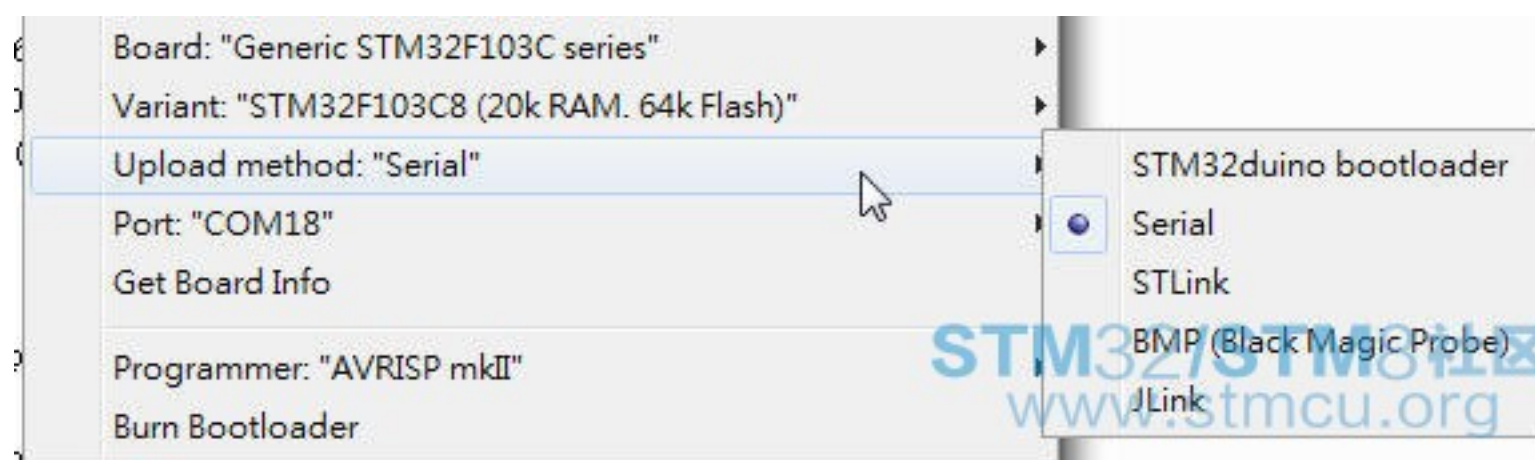 Board: "Generic STM32F103C series"
Variant: "STM32F103C8 (20k RAM. 64k Flash)"
Upload method: "Serial"
Port: "COM18"
Get Board Info
Programmer: "AVRISP mkII"
Burn Bootloader
STM32duino bootloader
Serial
STLink
BMP (Black Magic Probe)
JLink
STM32/STM8社区
www.stmcu.org